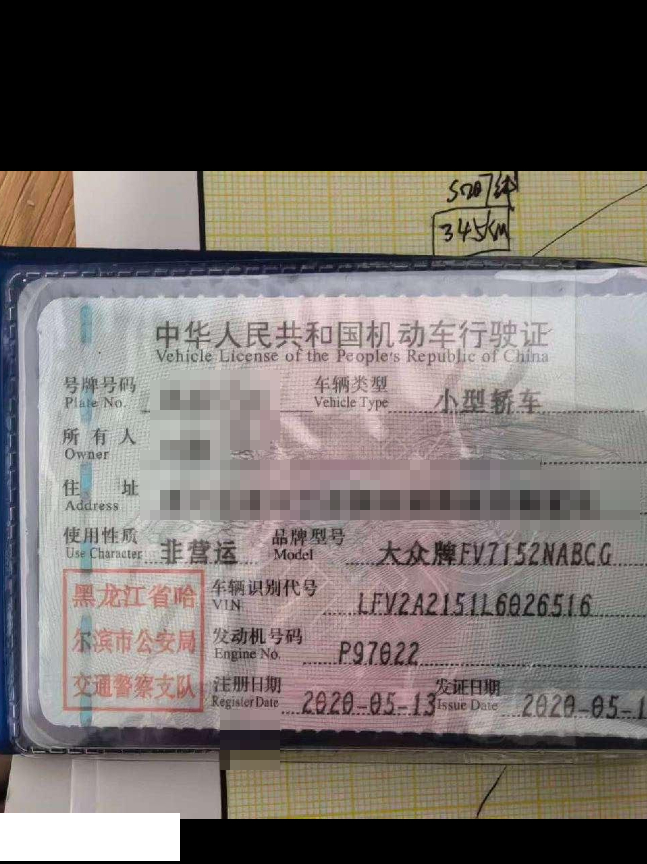 345KM
中华人民共和国机动车行驶证
Vehicle License of the People's Republic of China
号牌号码
Plate No.
车辆类型 小型轿车
Vehicle Type
所有人
Owner
住址
Address
使用性质 非营运
Use Character
品牌型号 大众牌FV7152NABCG
Model
黑龙江省哈
尔滨市公安局
交通警察支队
车辆识别代号
VIN LFV2A2151L6026516
发动机号码
Engine No. P97022
注册日期 2020-05-13
Register Date
发证日期 2020-05-1
Issue Date